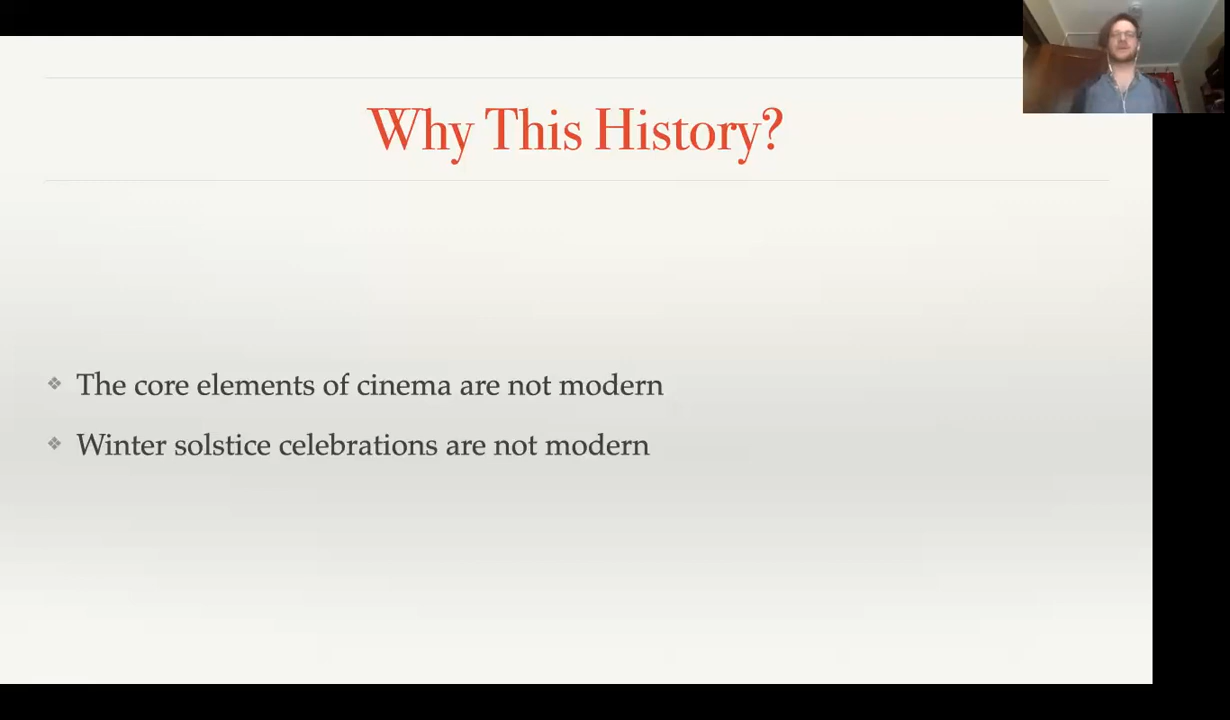 Why This History?
The core elements of cinema are not modern
Winter solstice celebrations are not modern